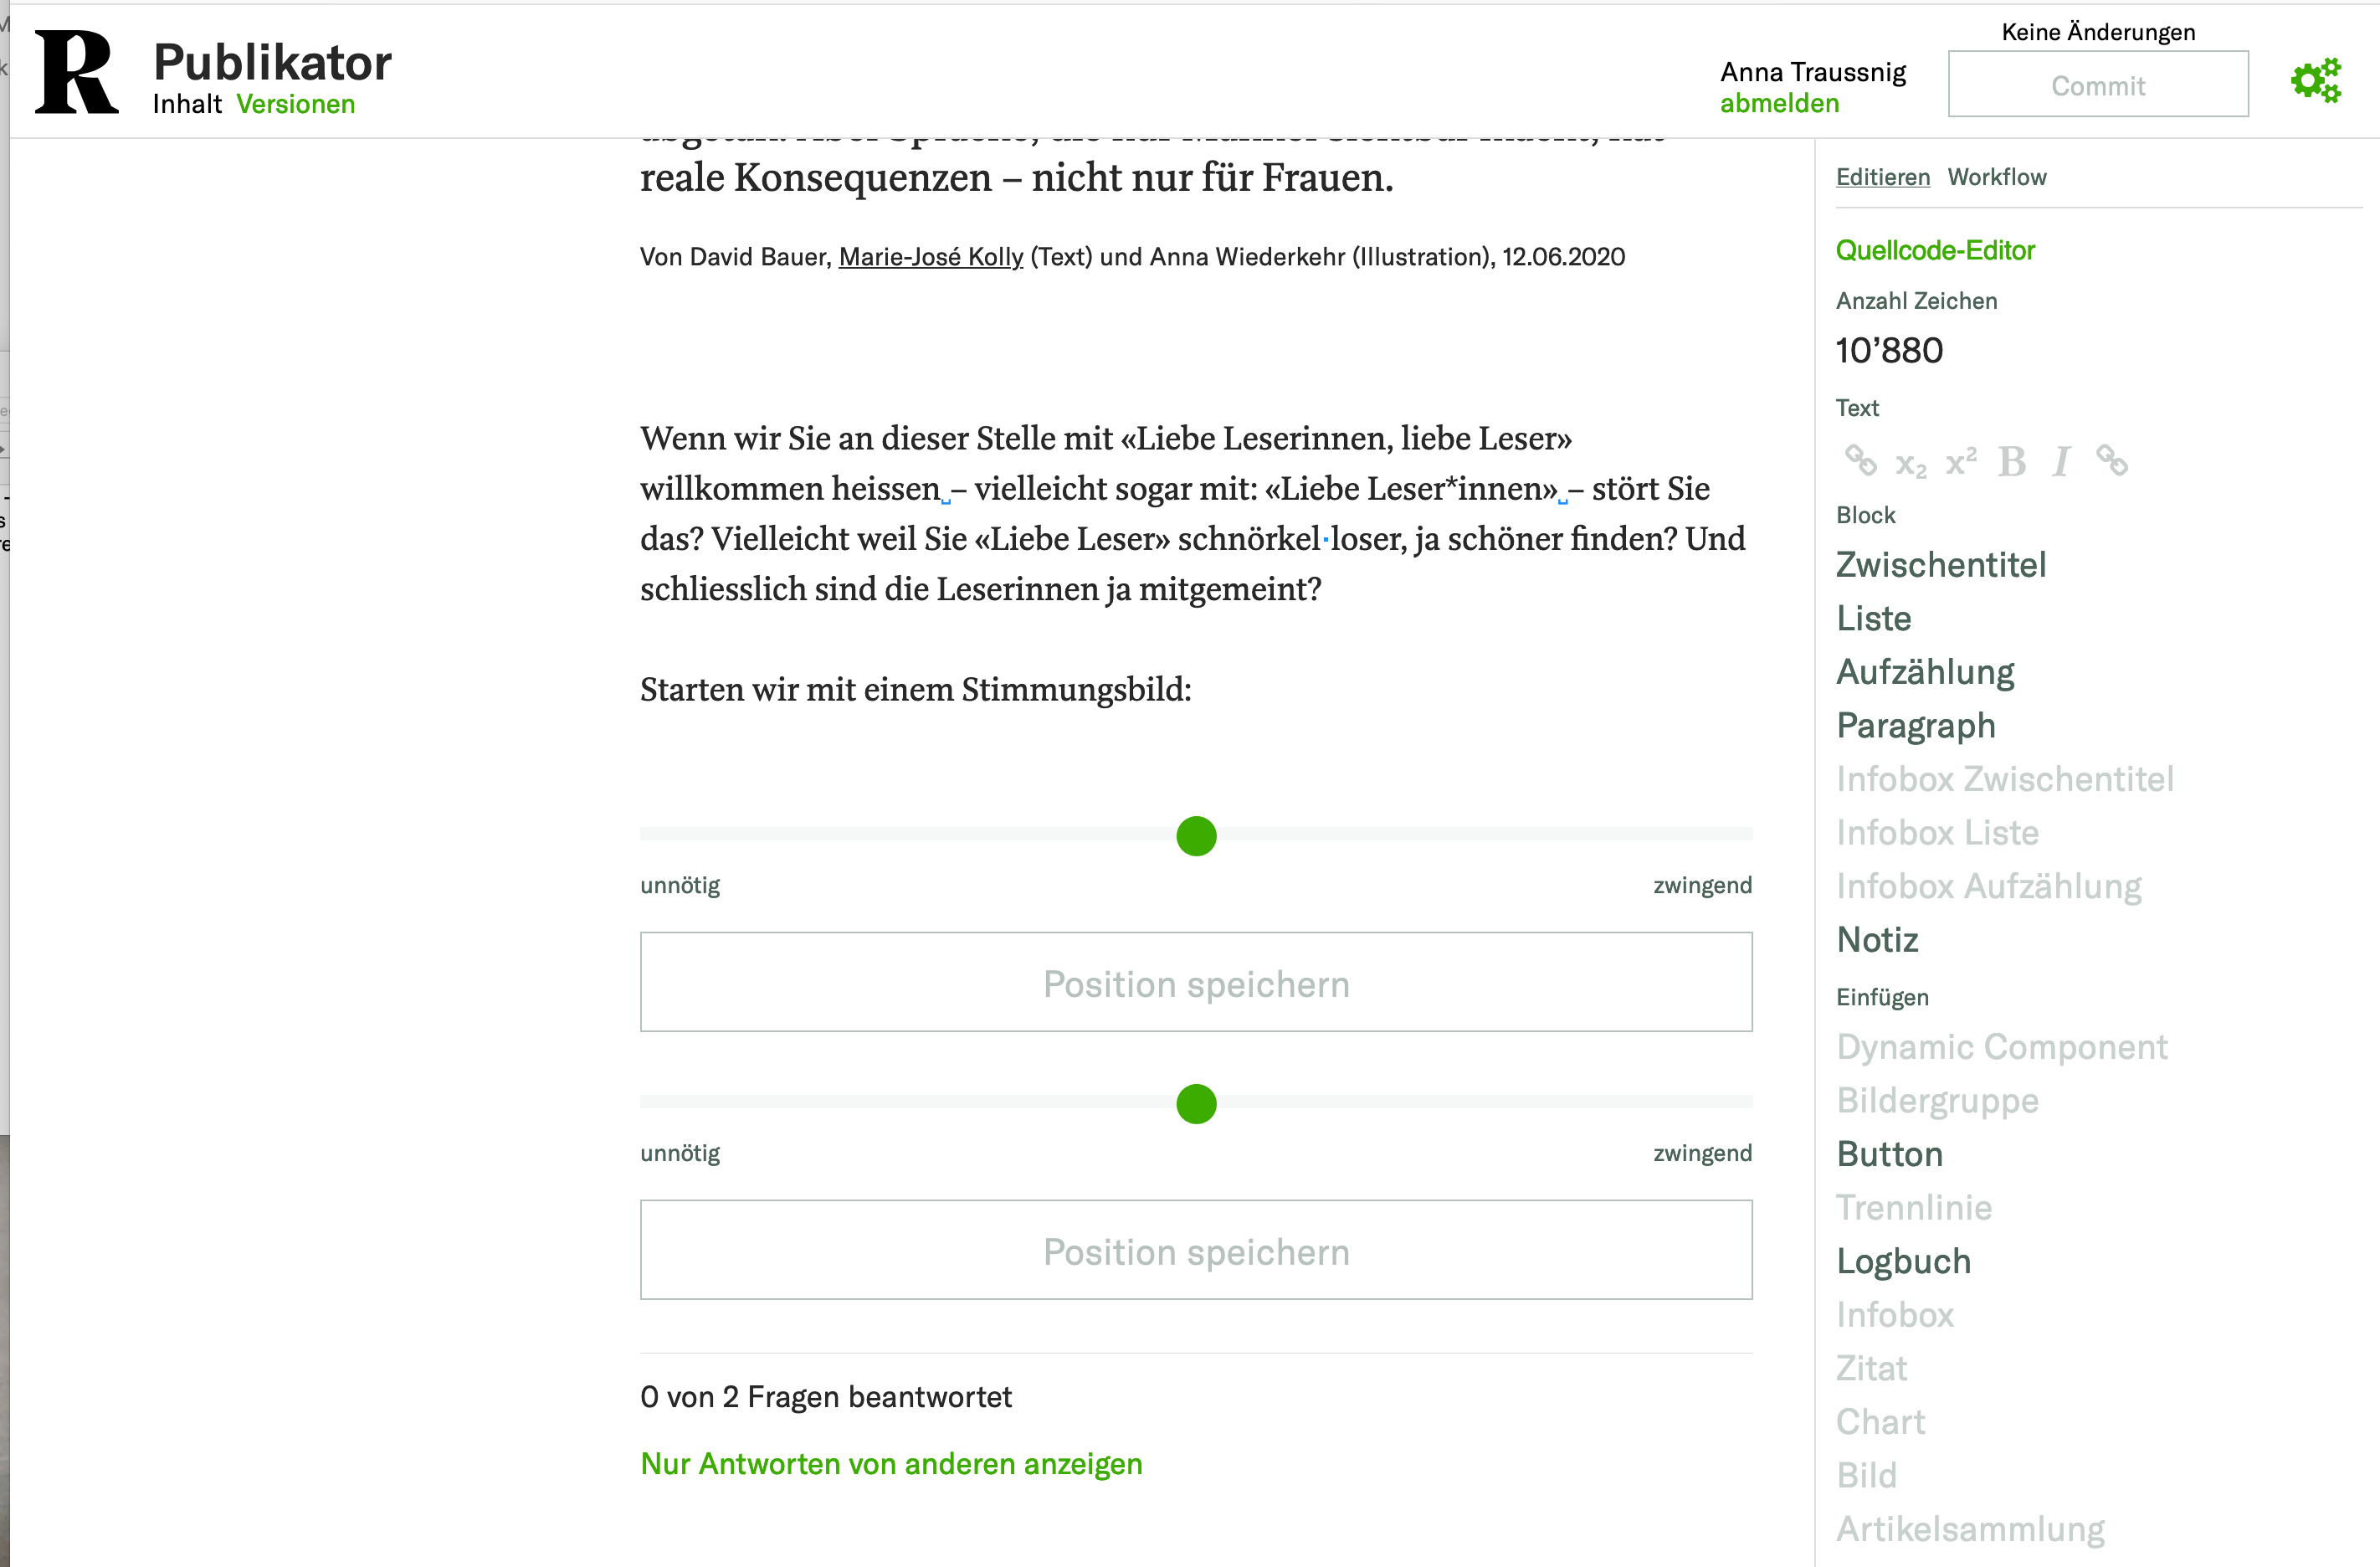 R
Publikator
Inhalt Versionen
Anna Traussnig
abmelden
Keine Änderungen
Commit
reale Konsequenzen – nicht nur für Frauen.
Von David Bauer, Marie-José Kolly (Text) und Anna Wiederkehr (Illustration), 12.06.2020
Wenn wir Sie an dieser Stelle mit «Liebe Leserinnen, liebe Leser»
willkommen heissen – vielleicht sogar mit: «Liebe Leser*innen» – stört Sie
das? Vielleicht weil Sie «Liebe Leser» schnörkel·loser, ja schöner finden? Und
schliesslich sind die Leserinnen ja mitgemeint?
Starten wir mit einem Stimmungsbild:
unnötig zwingend
Position speichern
unnötig zwingend
Position speichern
0 von 2 Fragen beantwortet
Nur Antworten von anderen anzeigen
Editieren Workflow
Quellcode-Editor
Anzahl Zeichen
10’880
Text
x₂ x² B I
Block
Zwischentitel
Liste
Aufzählung
Paragraph
Infobox Zwischentitel
Infobox Liste
Infobox Aufzählung
Notiz
Einfügen
Dynamic Component
Bildergruppe
Button
Trennlinie
Logbuch
Infobox
Zitat
Chart
Bild
Artikelsammlung